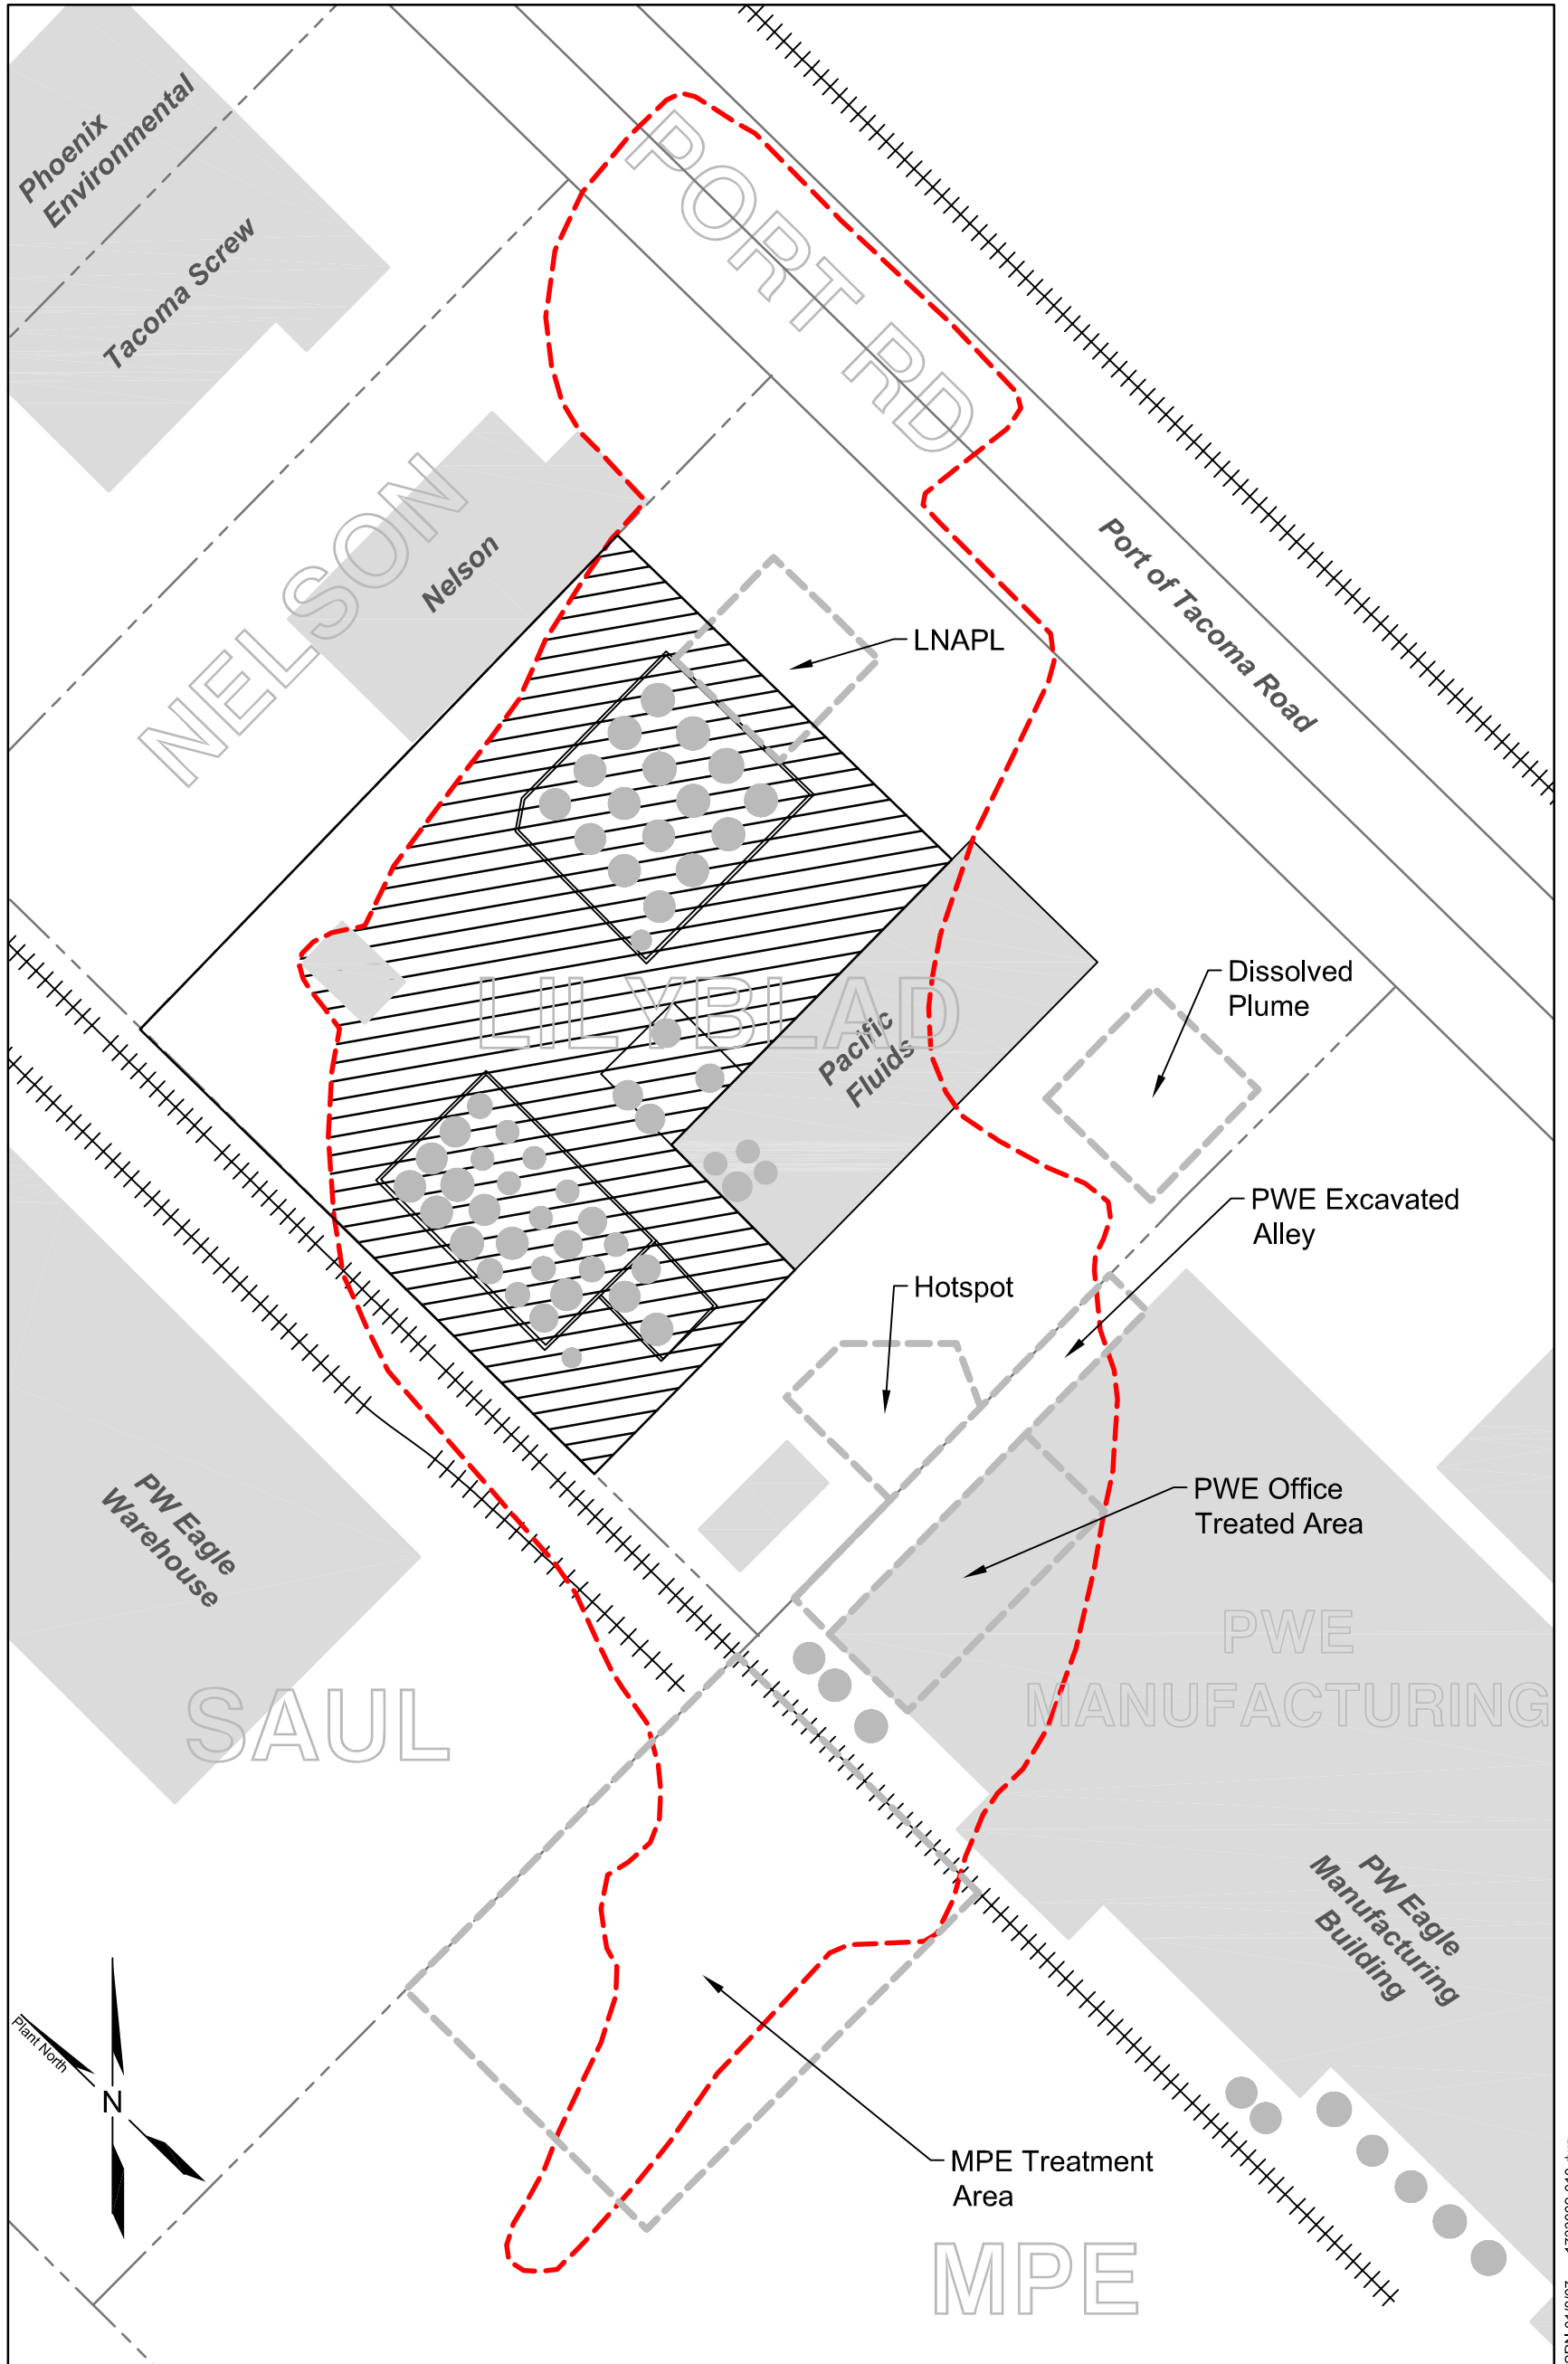 Phoenix
Environmental
Tacoma Screw
PORT RD
Port of Tacoma Road
NELSON
Nelson
LNAPL
LILYBLAD
Pacific
Fluids
Dissolved
Plume
PWE Excavated
Alley
Hotspot
PWE Office
Treated Area
PW Eagle
Warehouse
SAUL
PWE
MANUFACTURING
PW Eagle
Manufacturing
Building
Plant North
N
MPE Treatment
Area
MPE